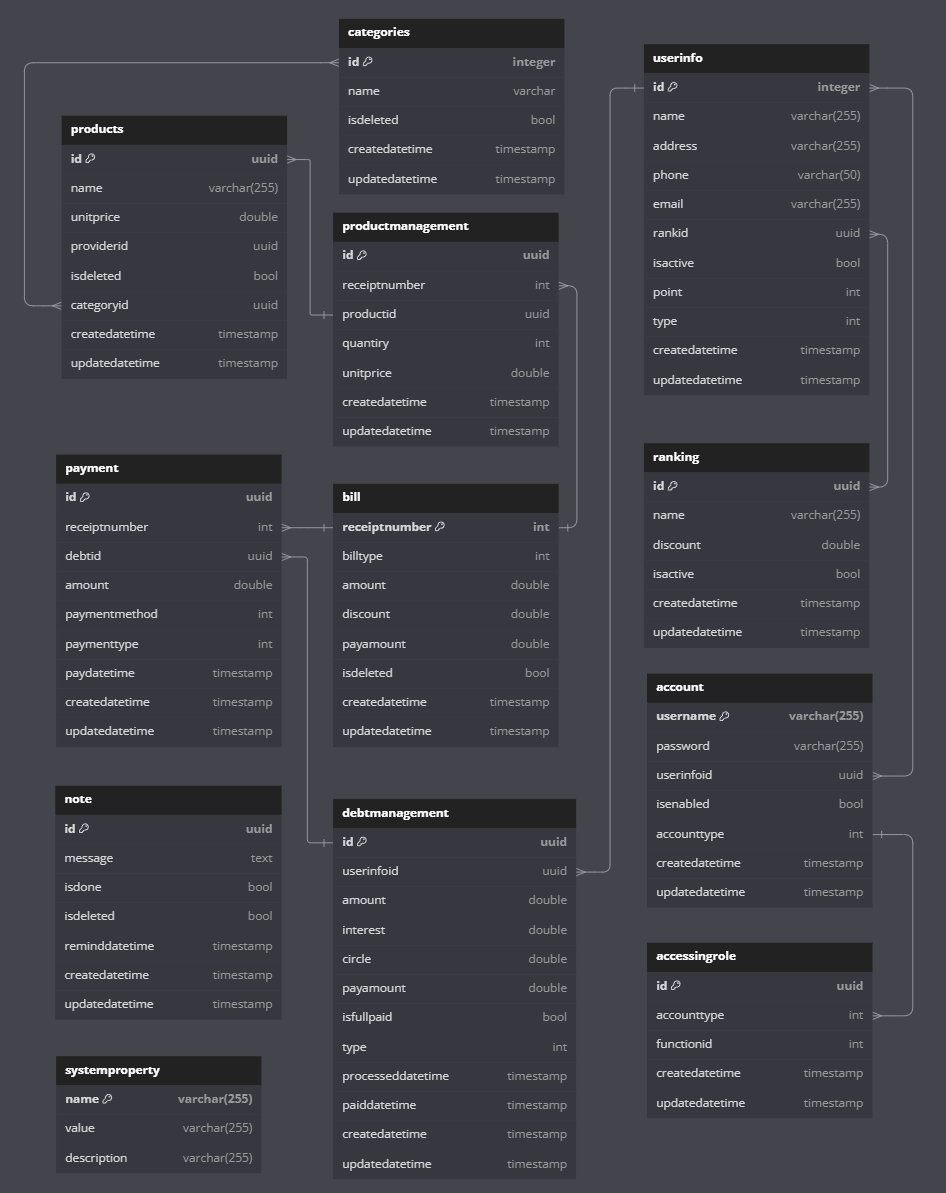 categories
id integer
name varchar
isdeleted bool
createdatetime timestamp
updatedatetime timestamp
userinfo
id integer
name varchar(255)
address varchar(255)
phone varchar(50)
email varchar(255)
rankid uuid
isactive bool
point int
type int
createdatetime timestamp
updatedatetime timestamp
products
id uuid
name varchar(255)
unitprice double
providerid uuid
isdeleted bool
categoryid uuid
createdatetime timestamp
updatedatetime timestamp
productmanagement
id uuid
receiptnumber int
productid uuid
quantiry int
unitprice double
createdatetime timestamp
updatedatetime timestamp
ranking
id uuid
name varchar(255)
discount double
isactive bool
createdatetime timestamp
updatedatetime timestamp
payment
id uuid
receiptnumber int
debtid uuid
amount double
paymentmethod int
paymenttype int
paydatetime timestamp
createdatetime timestamp
updatedatetime timestamp
bill
receiptnumber int
billtype int
amount double
discount double
payamount double
isdeleted bool
createdatetime timestamp
updatedatetime timestamp
account
username varchar(255)
password varchar(255)
userinfoid uuid
isenabled bool
accounttype int
createdatetime timestamp
updatedatetime timestamp
note
id uuid
message text
isdone bool
isdeleted bool
reminddatetime timestamp
createdatetime timestamp
updatedatetime timestamp
debtmanagement
id uuid
userinfoid uuid
amount double
interest double
circle double
payamount double
isfullpaid bool
type int
processeddatetime timestamp
paiddatetime timestamp
createdatetime timestamp
updatedatetime timestamp
accessingrole
id uuid
accounttype int
functionid int
createdatetime timestamp
updatedatetime timestamp
systemproperty
name varchar(255)
value varchar(255)
description varchar(255)